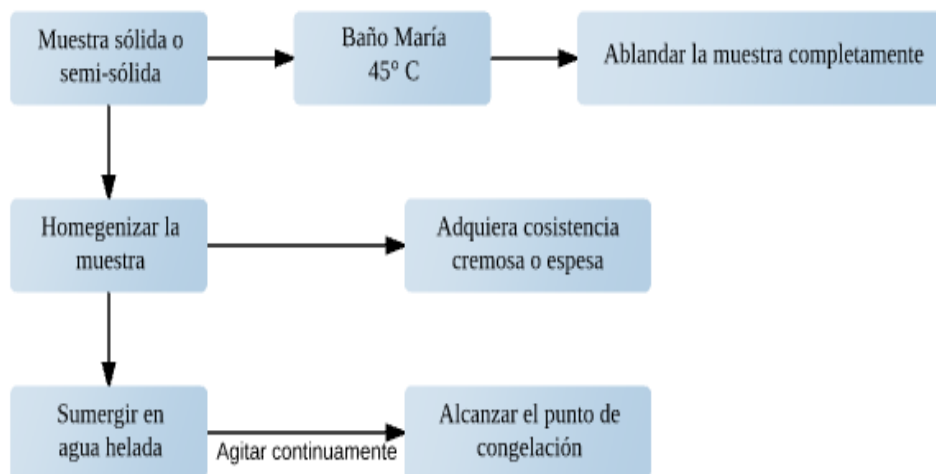 Muestra sólida o
semi-sólida
Baño María
45º C
Ablandar la muestra completamente
Homegenizar la
muestra
Adquiera cosistencia
cremosa o espesa
Sumergir en
agua helada
Agitar continuamente
Alcanzar el punto de
congelación